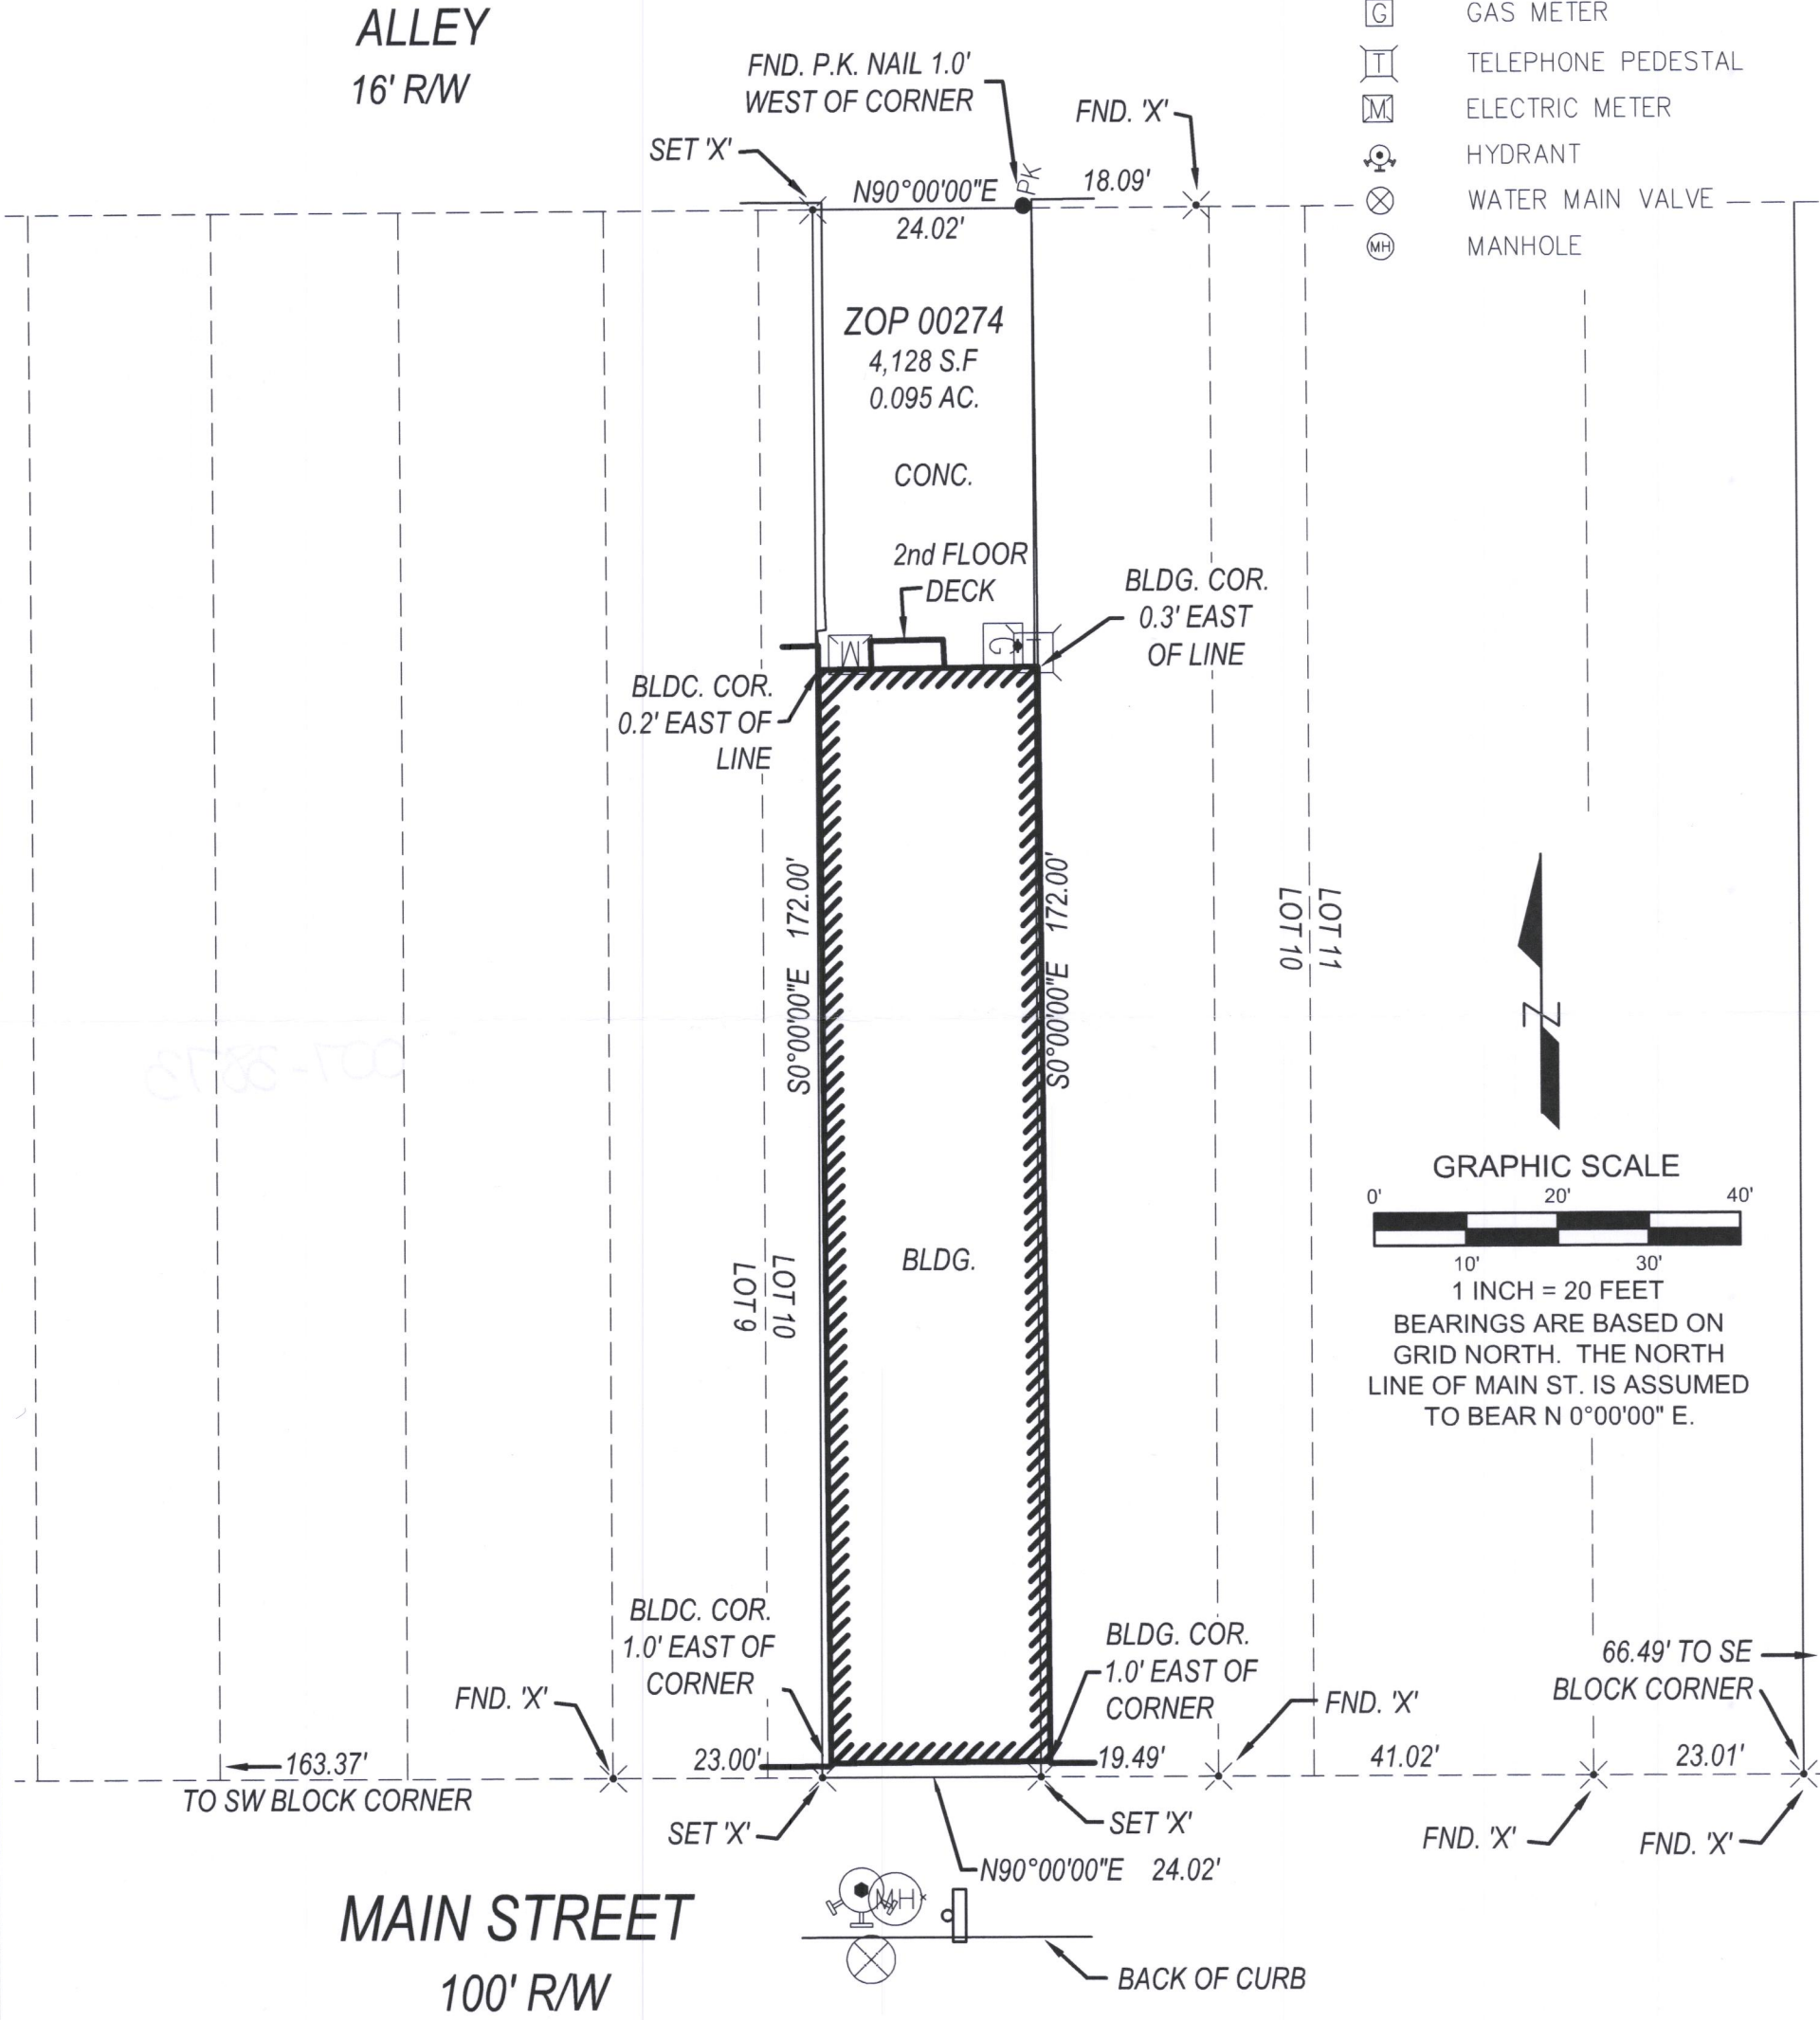 ALLEY
16' R/W
G GAS METER
T TELEPHONE PEDESTAL
M ELECTRIC METER
HYDRANT
WATER MAIN VALVE
MH MANHOLE
FND. P.K. NAIL 1.0'
WEST OF CORNER
FND. 'X'
SET 'X'
N90°00'00"E
PK
18.09'
24.02'
ZOP 00274
4,128 S.F
0.095 AC.
CONC.
2nd FLOOR
DECK
BLDG. COR.
0.3' EAST
OF LINE
M
G
T
BLDC. COR.
0.2' EAST OF
LINE
S0°00'00"E 172.00'
S0°00'00"E 172.00'
LOT 11
LOT 10
N
GRAPHIC SCALE
0' 20' 40'
10' 30'
1 INCH = 20 FEET
BEARINGS ARE BASED ON
GRID NORTH. THE NORTH
LINE OF MAIN ST. IS ASSUMED
TO BEAR N 0°00'00" E.
BLDG.
LOT 10
LOT 9
BLDC. COR.
1.0' EAST OF
CORNER
BLDG. COR.
1.0' EAST OF
CORNER
66.49' TO SE
BLOCK CORNER
FND. 'X'
FND. 'X'
163.37'
23.00'
19.49'
41.02'
23.01'
TO SW BLOCK CORNER
SET 'X'
SET 'X'
FND. 'X'
FND. 'X'
N90°00'00"E 24.02'
MH
MAIN STREET
100' R/W
BACK OF CURB